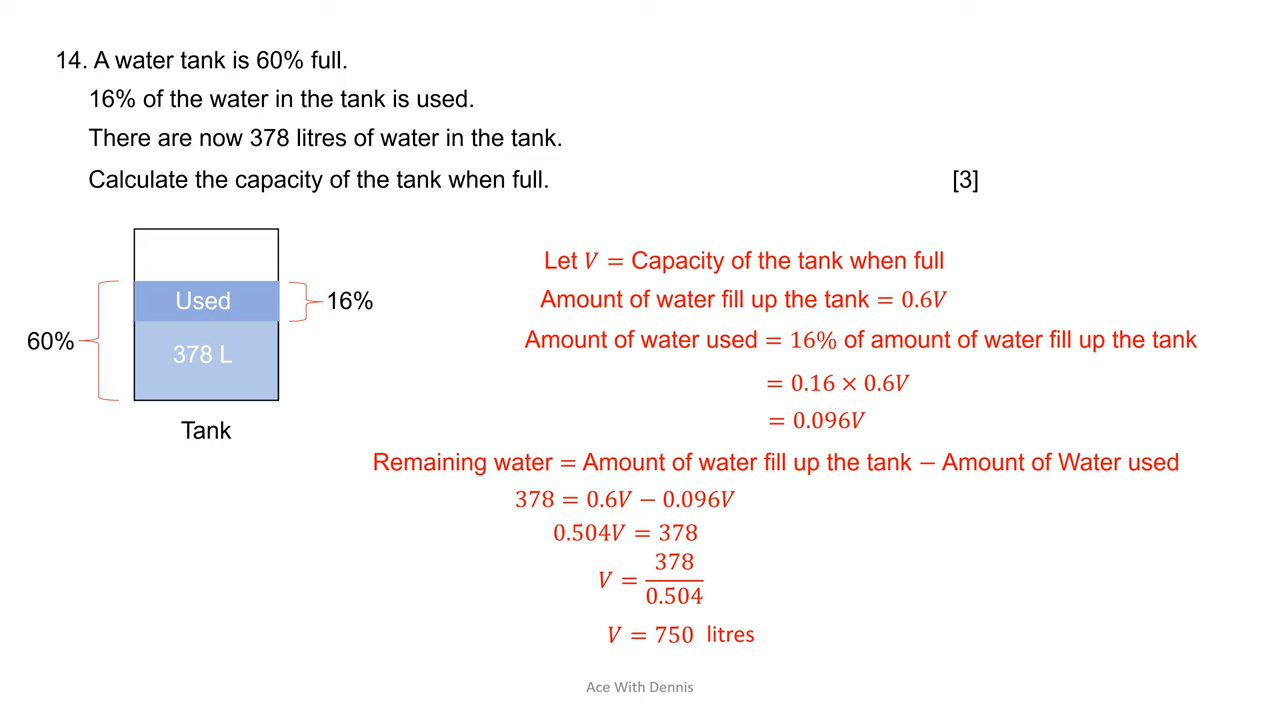 14. A water tank is 60% full.
16% of the water in the tank is used.
There are now 378 litres of water in the tank.
Calculate the capacity of the tank when full. [3]
Used
16%
60%
378 L
Tank
Let V = Capacity of the tank when full
Amount of water fill up the tank = 0.6V
Amount of water used = 16% of amount of water fill up the tank
= 0.16 × 0.6V
= 0.096V
Remaining water = Amount of water fill up the tank − Amount of Water used
378 = 0.6V − 0.096V
0.504V = 378
V = 378/0.504
V = 750 litres
Ace With Dennis